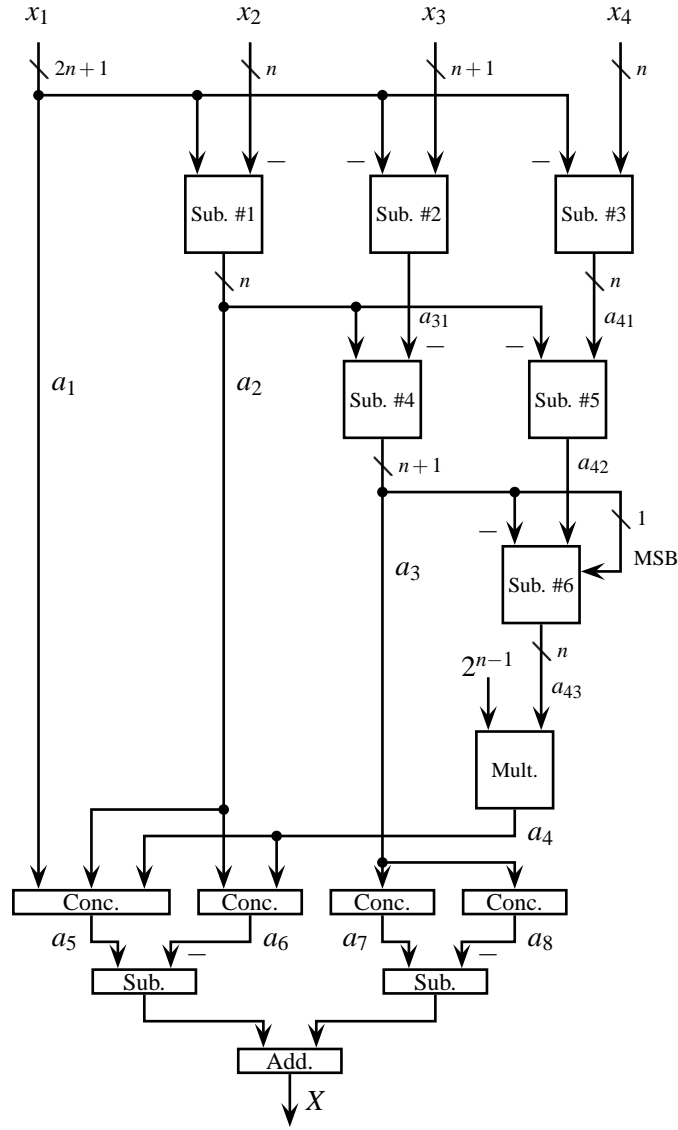 x₁ x₂ x₃ x₄
2n+1 n n+1 n
− − −
Sub. #1 Sub. #2 Sub. #3
n n
a₃₁ a₄₁
− −
a₁ a₂ Sub. #4 Sub. #5
n+1 a₄₂
1
−
a₃ Sub. #6 MSB
n
2ⁿ⁻¹ a₄₃
Mult.
a₄
Conc. Conc. Conc. Conc.
a₅ a₆ a₇ a₈
− −
Sub. Sub.
Add.
X